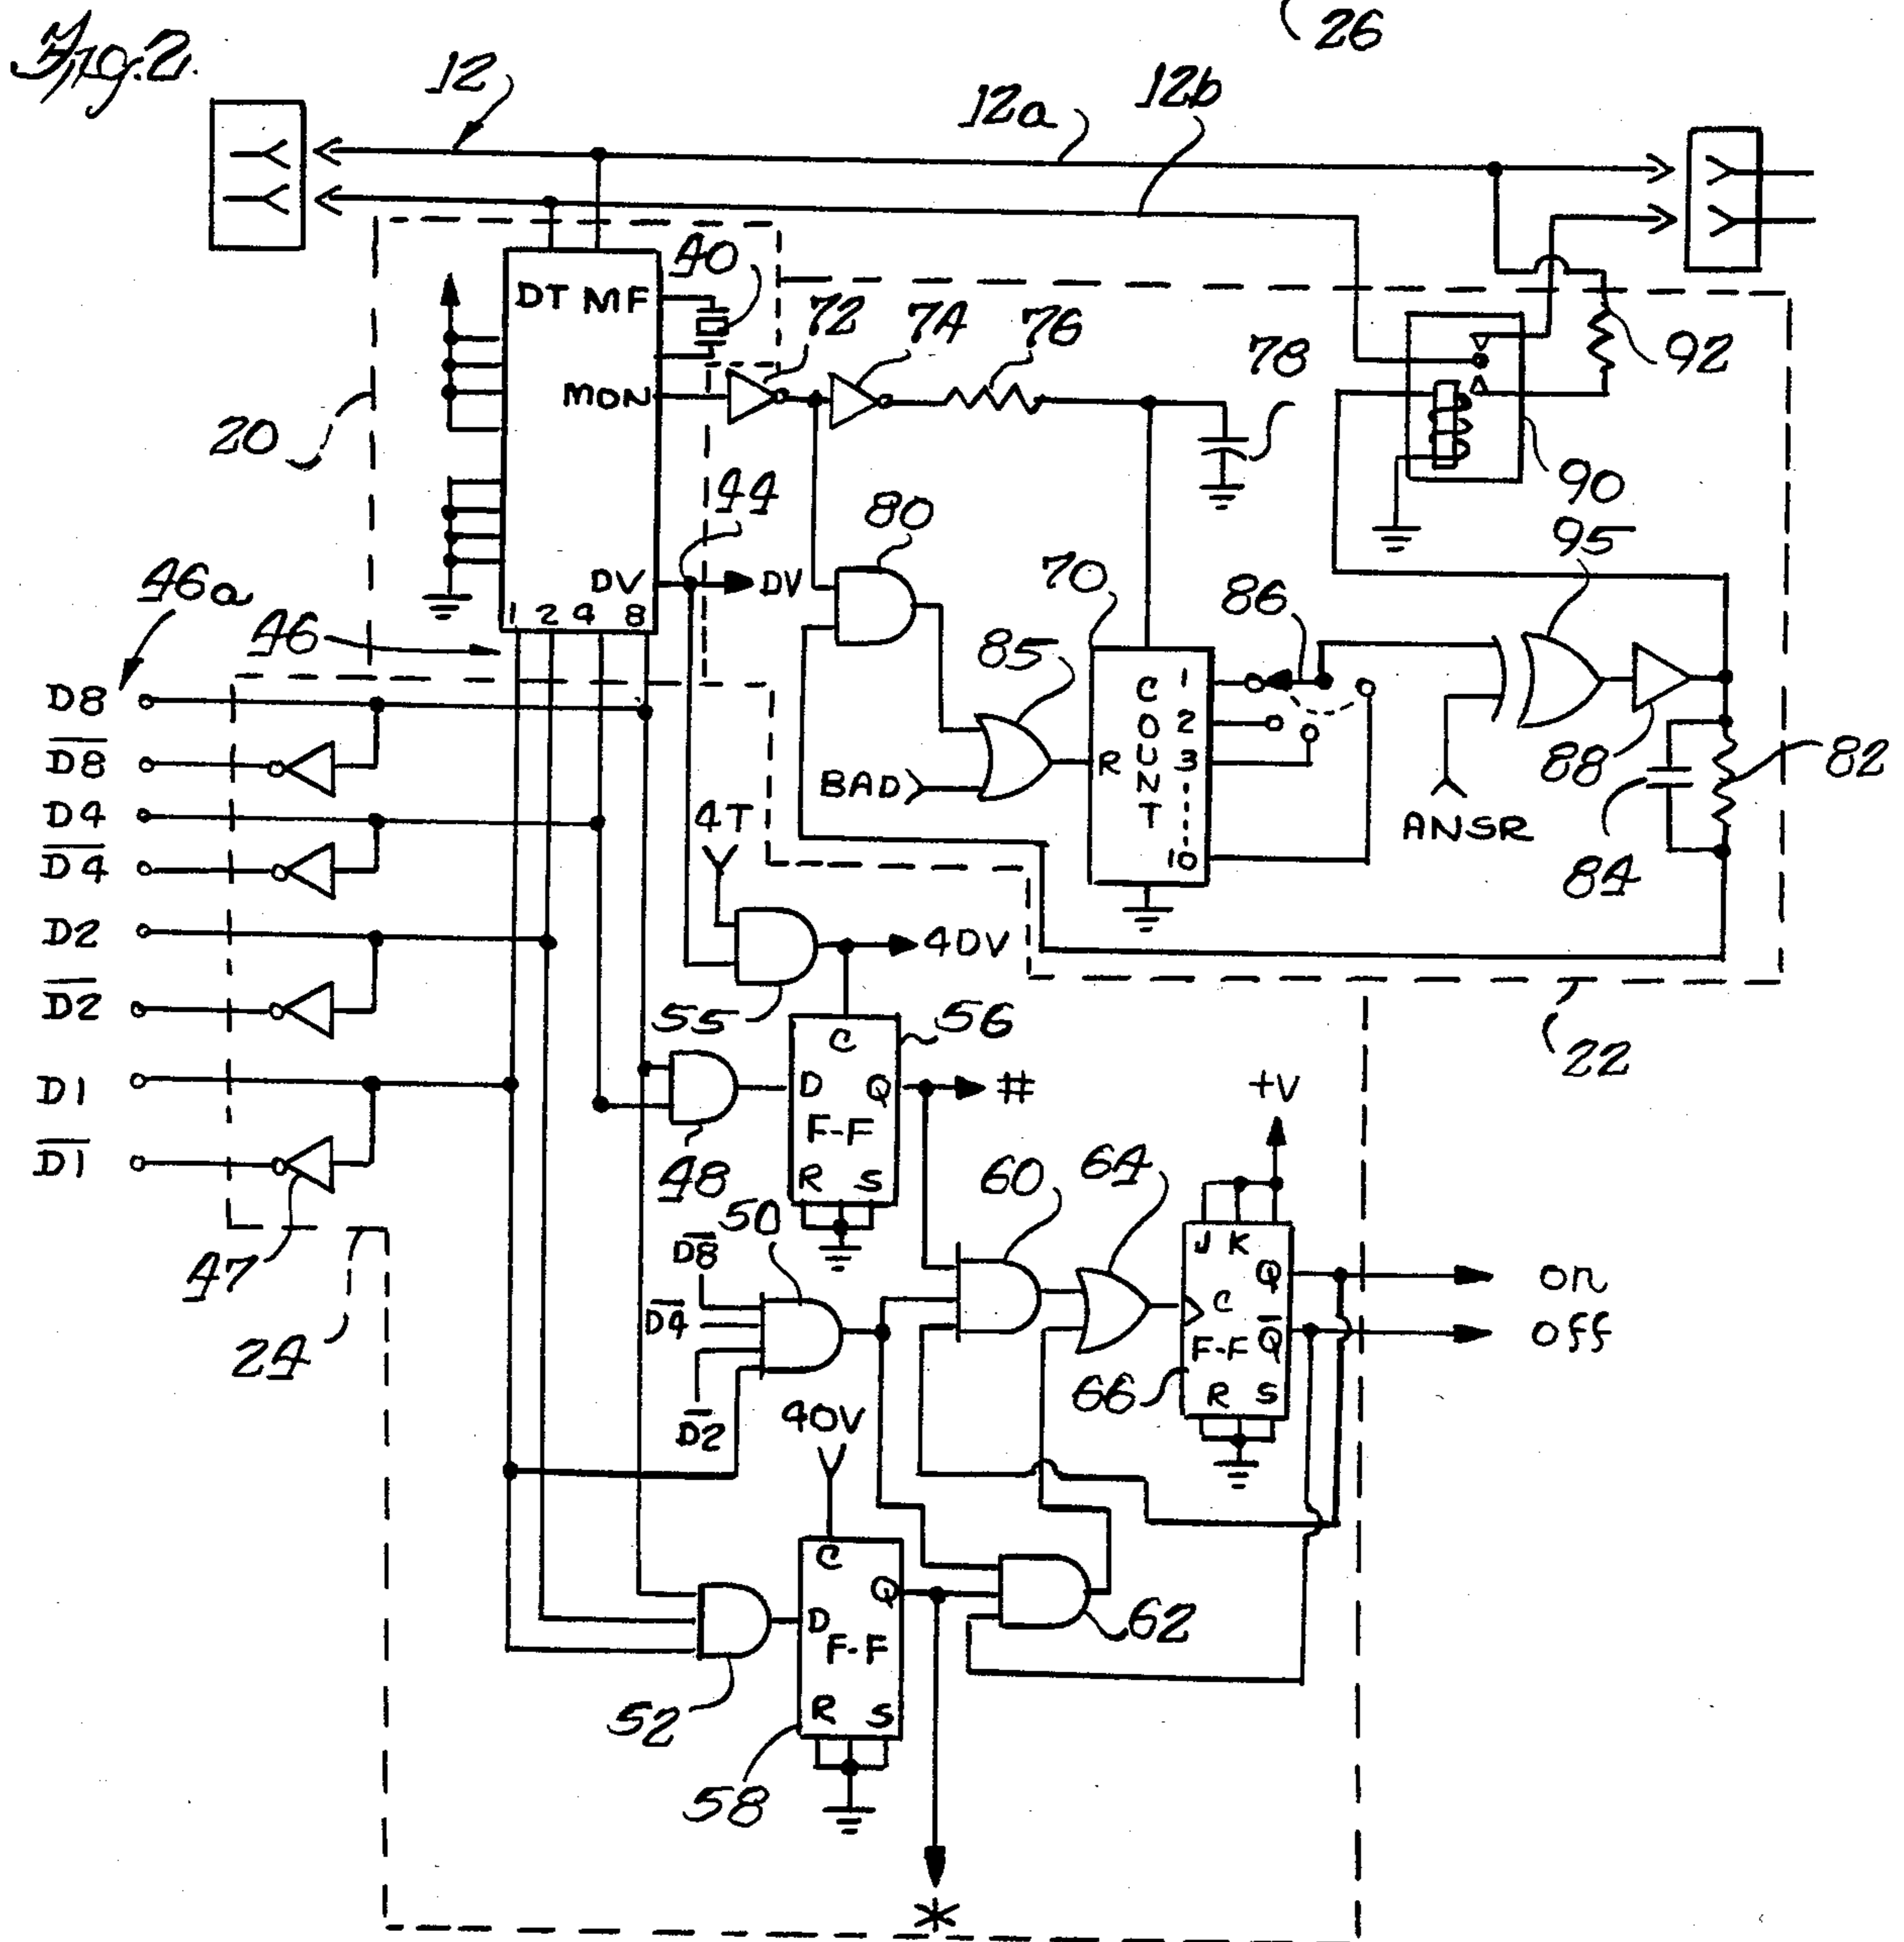 26
Fig. 2.
12
12a
12b
40
DT MF
72
74
76
78
92
MON
20
44
80
90
95
46a
DV
DV
1 2 4 8
46
70
86
85
D8
COUNT
1
2
3
10
R
D8
88
82
BAD
D4
4T
ANSR
D4
84
D2
4DV
D2
55
56
22
C
D1
D
Q
#
+V
F-F
D1
48
R S
60
64
50
D8
J K
47
Q
on
D4
C
24
F-F
Q
off
66
R S
D2
4DV
C
Q
D
62
F-F
52
R S
58
*